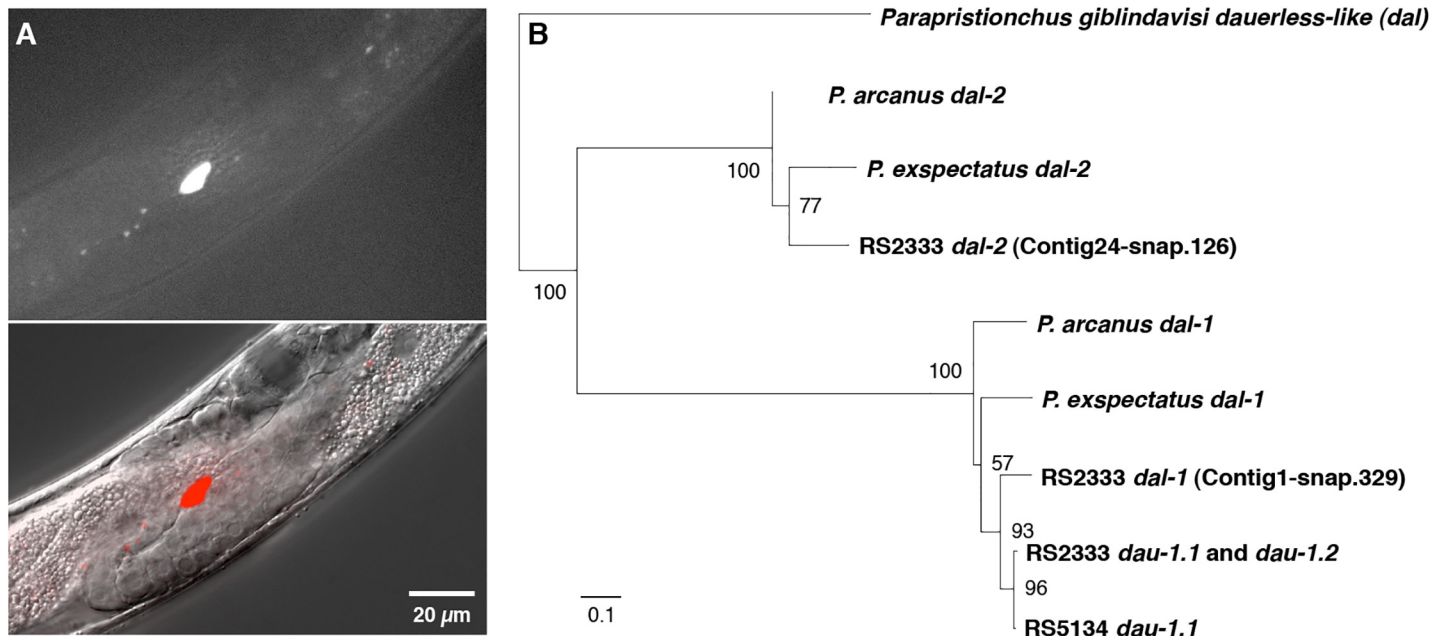 A
20 µm
B
Parapristionchus giblindavisi dauerless-like (dal)
P. arcanus dal-2
100
P. exspectatus dal-2
77
RS2333 dal-2 (Contig24-snap.126)
100
P. arcanus dal-1
100
P. exspectatus dal-1
57
RS2333 dal-1 (Contig1-snap.329)
93
RS2333 dau-1.1 and dau-1.2
96
0.1
RS5134 dau-1.1